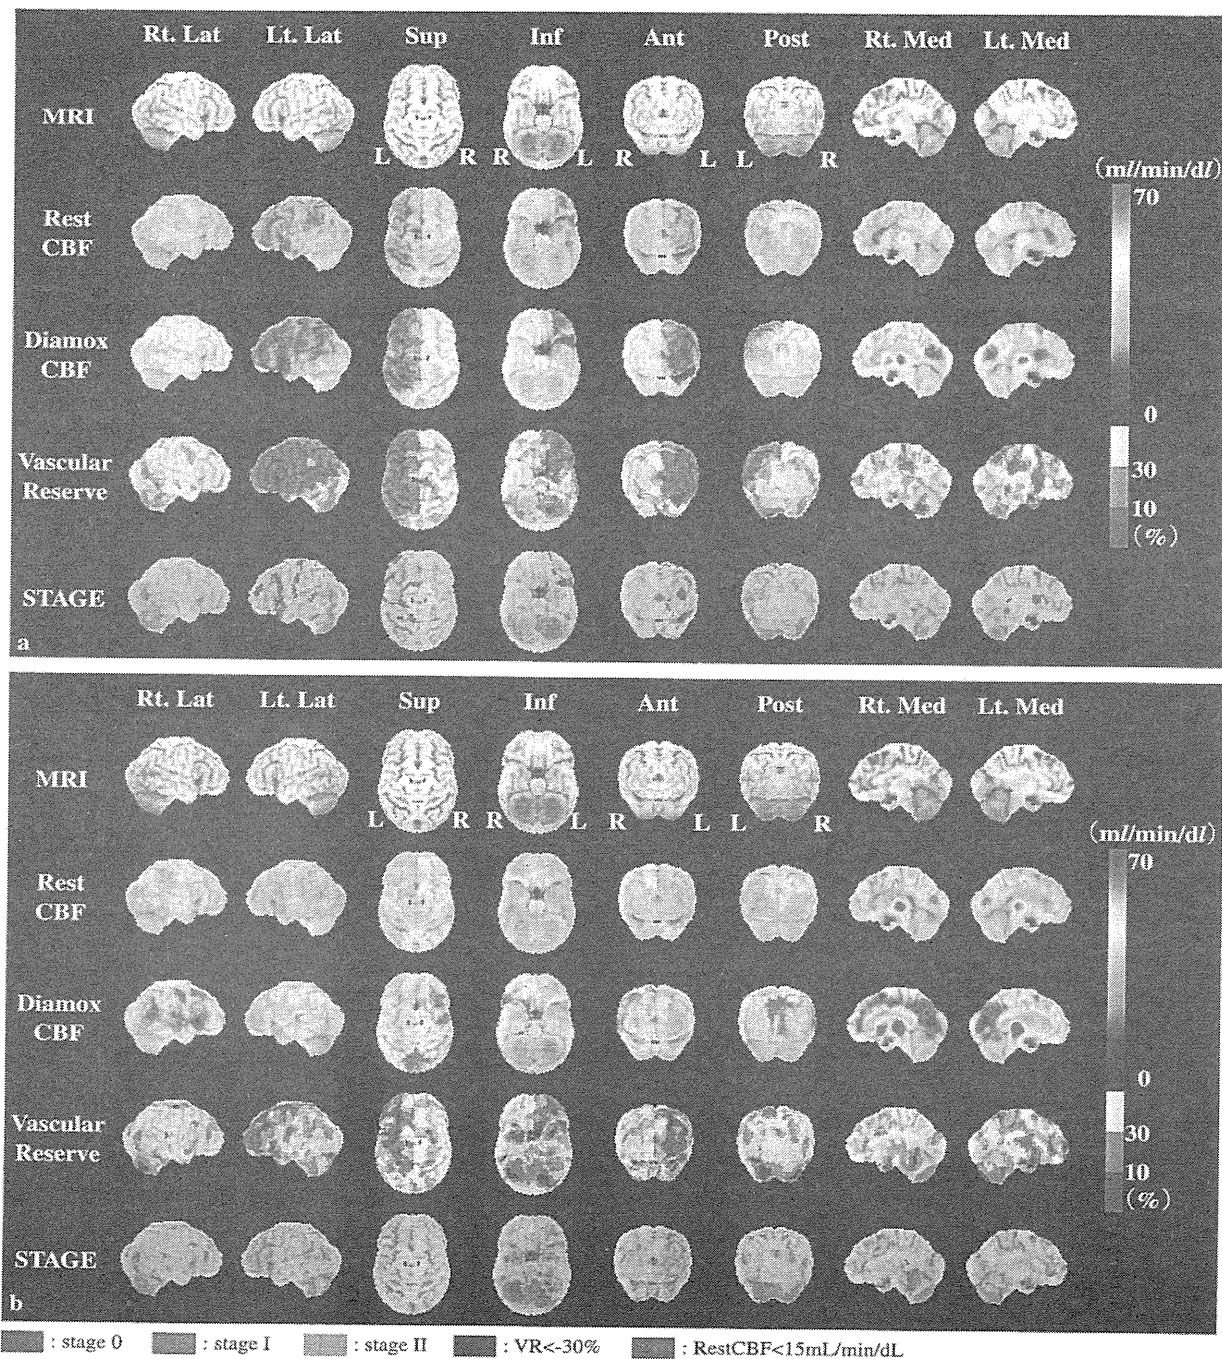 Rt. Lat Lt. Lat Sup Inf Ant Post Rt. Med Lt. Med
MRI
L R R L R L L R
(ml/min/dl)
70
Rest
CBF
Diamox
CBF
0
Vascular
Reserve
30
10
(%)
STAGE
a
Rt. Lat Lt. Lat Sup Inf Ant Post Rt. Med Lt. Med
MRI
L R R L R L L R
(ml/min/dl)
70
Rest
CBF
Diamox
CBF
0
Vascular
Reserve
30
10
(%)
STAGE
b
: stage 0 : stage I : stage II : VR<-30% : RestCBF<15mL/min/dL